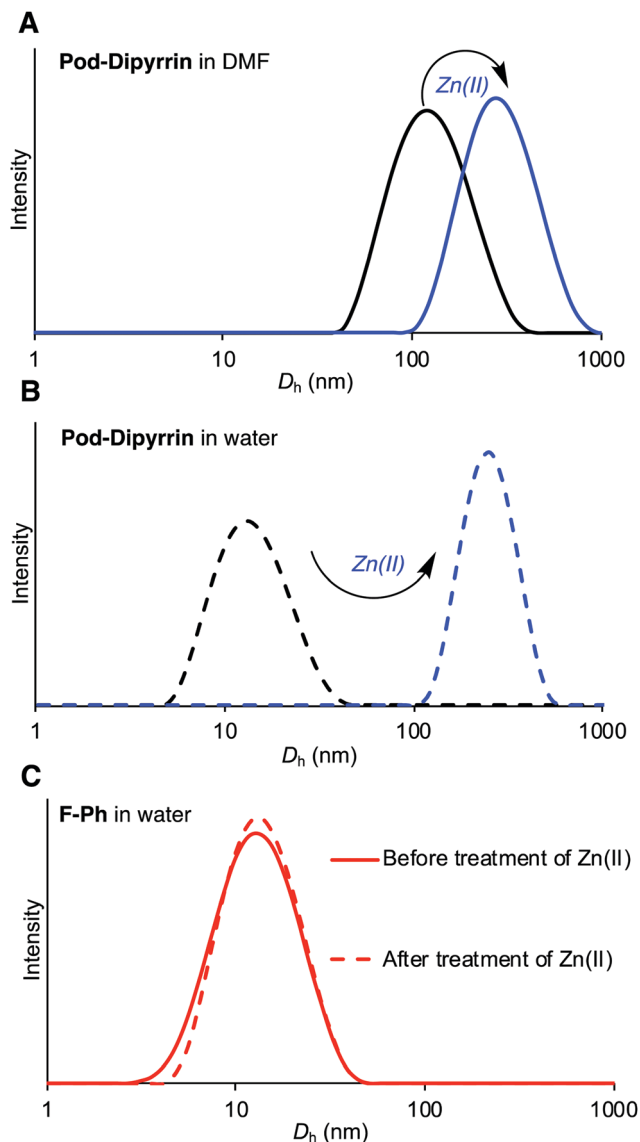 A
Pod-Dipyrrin in DMF
Zn(II)
Intensity
1 10 100 1000
Dh (nm)
B
Pod-Dipyrrin in water
Zn(II)
Intensity
1 10 100 1000
Dh (nm)
C
F-Ph in water
Before treatment of Zn(II)
After treatment of Zn(II)
Intensity
1 10 100 1000
Dh (nm)